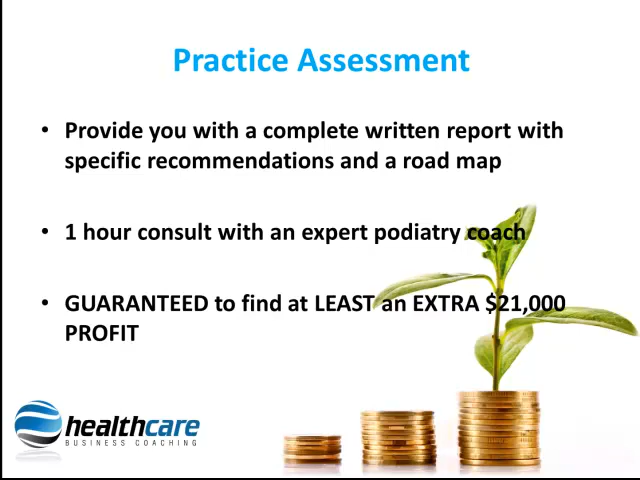 Practice Assessment
• Provide you with a complete written report with
specific recommendations and a road map
• 1 hour consult with an expert podiatry coach
• GUARANTEED to find at LEAST an EXTRA $21,000
PROFIT
healthcare
BUSINESS COACHING